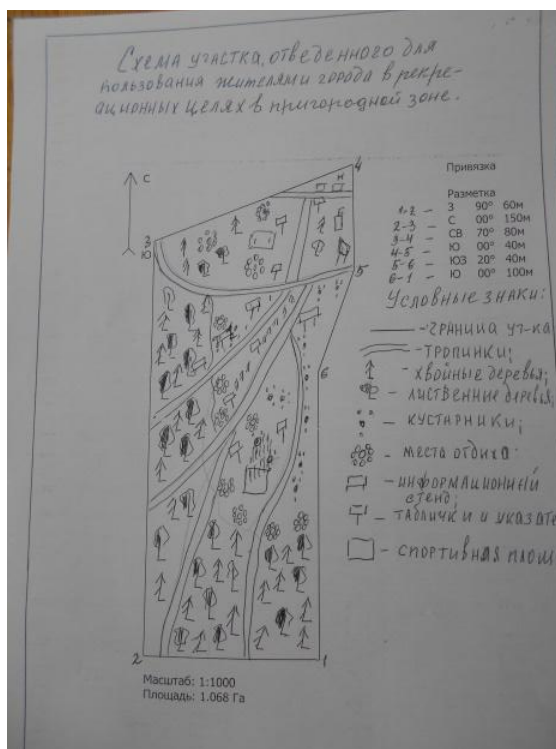 Схема участка, отведенного для
пользования жителями города в рекре-
ационных целях в пригородной зоне.
4
С
Привязка
Разметка
1-2 - З 90° 60м
2-3 - С 00° 150м
3-4 - СВ 70° 80м
4-5 - Ю 00° 40м
5-6 - ЮЗ 20° 40м
6-1 - Ю 00° 100м
3
Ю
5
Условные знаки:
- граница уч-ка
- тропинки;
- хвойные деревья;
6
- лиственные деревья;
- кустарники;
- места отдыха:
- информационный
стенд;
- таблички и указате
- спортивная площ
2
1
Масштаб: 1:1000
Площадь: 1.068 Га